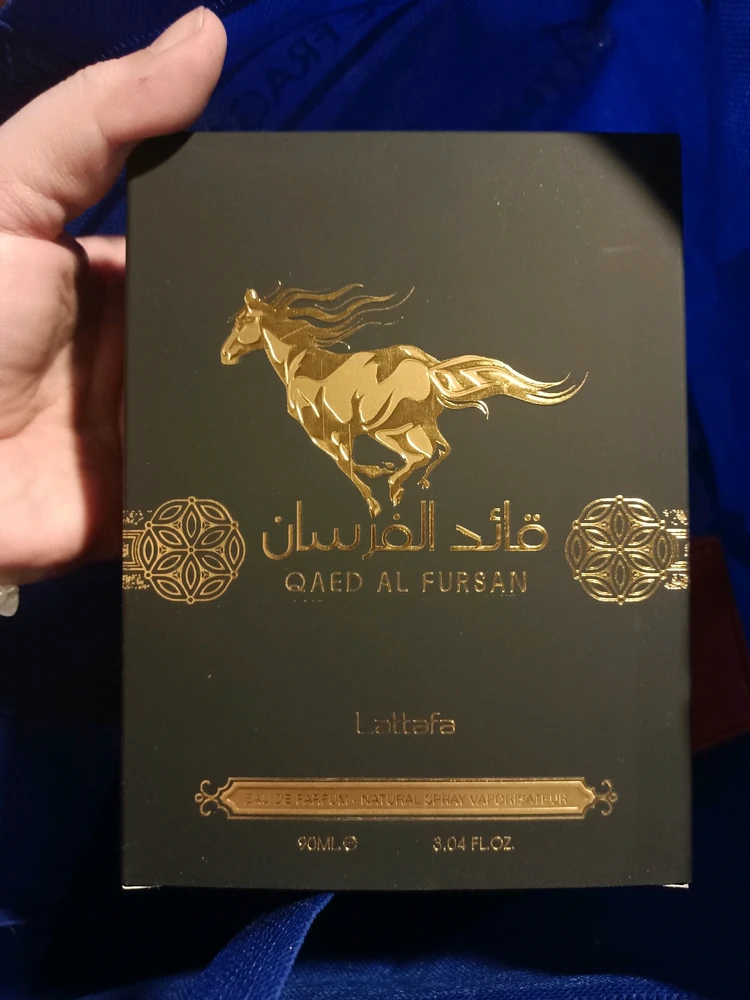 قائد الفرسان
QAED AL FURSAN
Lattafa
EAU DE PARFUM • NATURAL SPRAY VAPORISATEUR
90ML.℮ 3.04 FL.OZ.